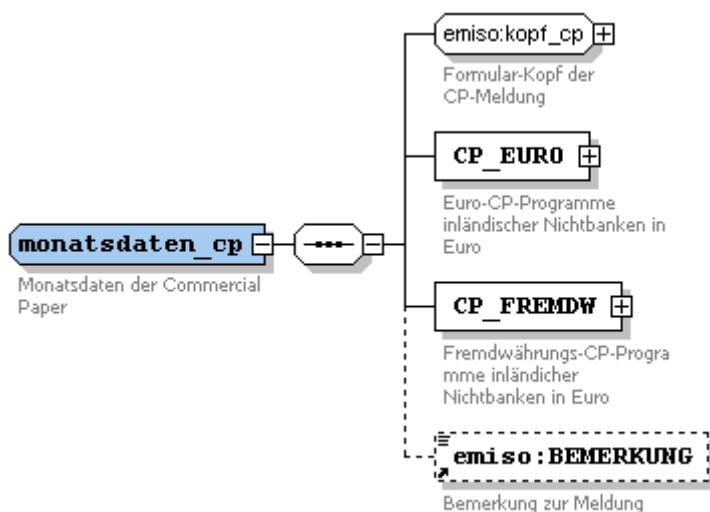 emiso:kopf_cp
Formular-Kopf der
CP-Meldung
CP_EURO
Euro-CP-Programme
inländischer Nichtbanken in
Euro
monatsdaten_cp
Monatsdaten der Commercial
Paper
CP_FREMDW
Fremdwährungs-CP-Progra
mme inländicher
Nichtbanken in Euro
emiso:BEMERKUNG
Bemerkung zur Meldung